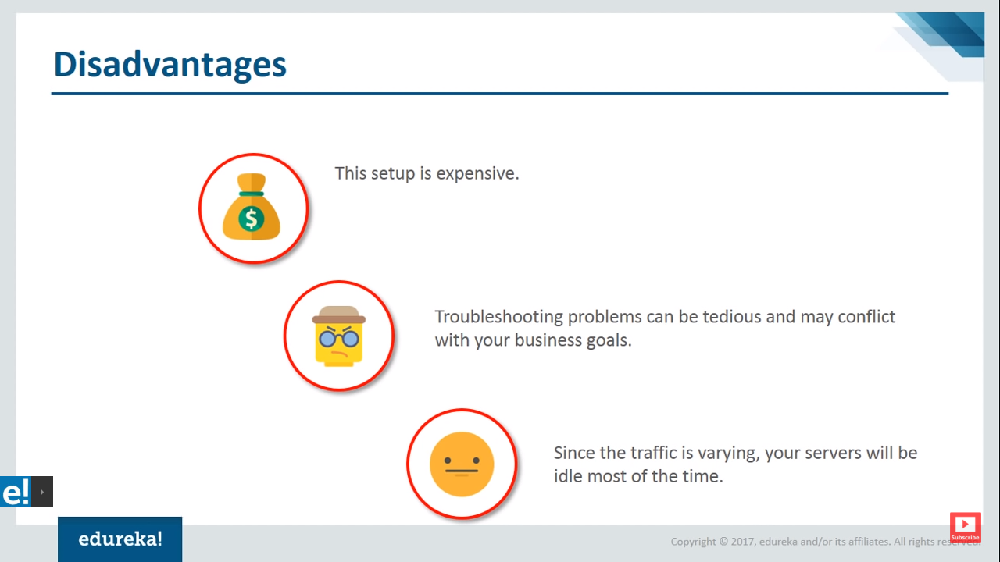 Disadvantages
This setup is expensive.
$
Troubleshooting problems can be tedious and may conflict
with your business goals.
Since the traffic is varying, your servers will be
idle most of the time.
e!
edureka!
Subscribe
Copyright © 2017, edureka and/or its affiliates. All rights reserved.